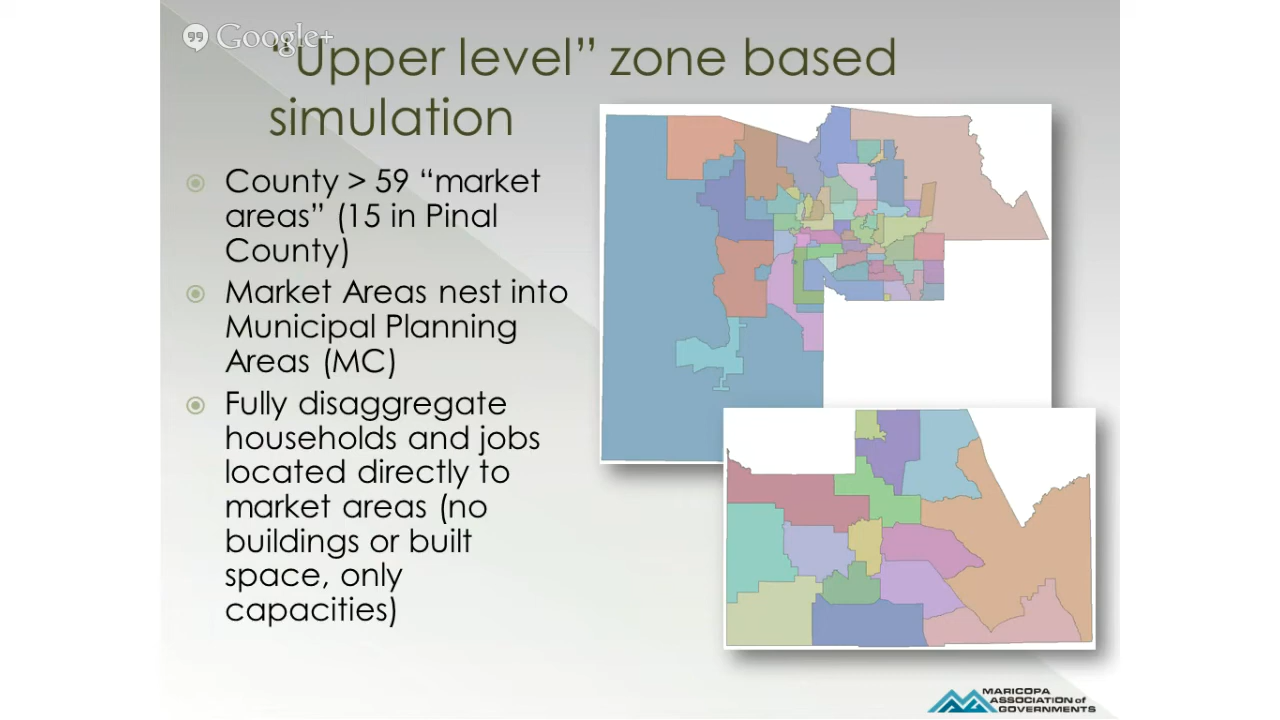 Google+
“Upper level” zone based
simulation
County > 59 “market
areas” (15 in Pinal
County)
Market Areas nest into
Municipal Planning
Areas (MC)
Fully disaggregate
households and jobs
located directly to
market areas (no
buildings or built
space, only
capacities)
MARICOPA
ASSOCIATION of
GOVERNMENTS